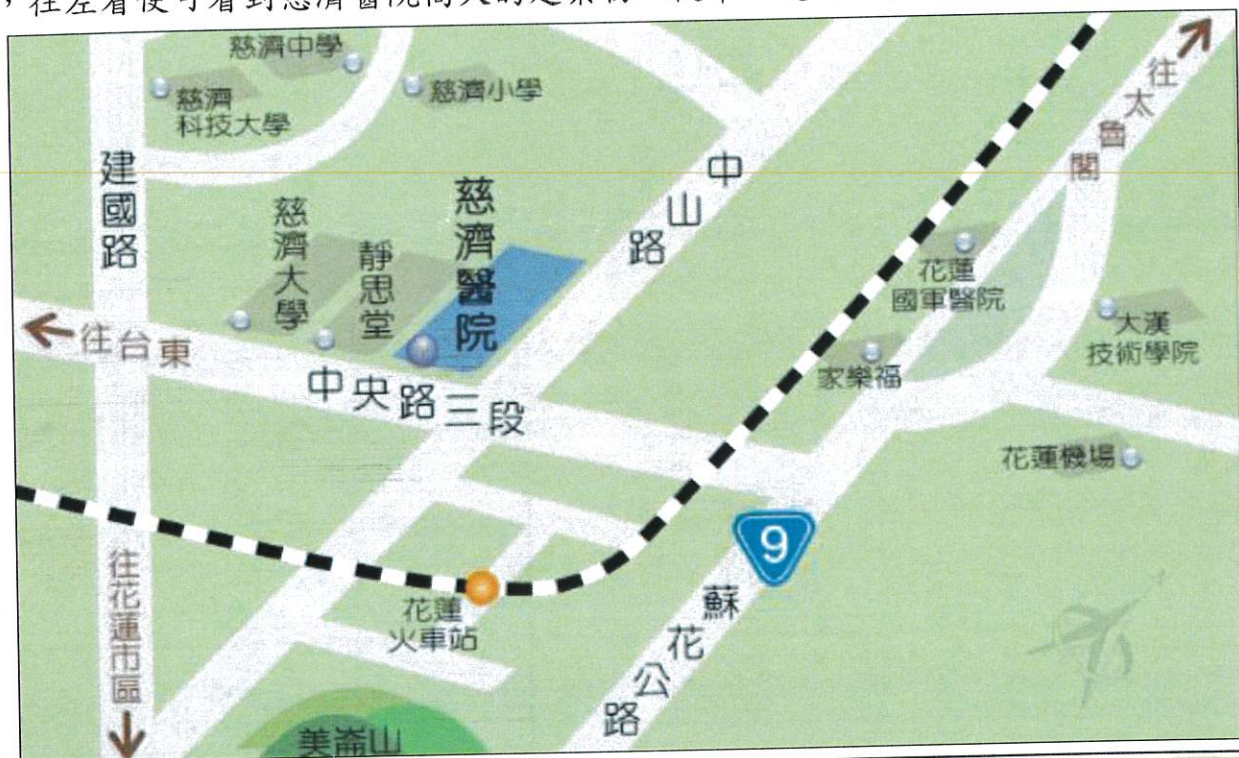 ，往左看便可看到慈濟醫院高大的建築物
慈濟中學
慈濟
科技大學
慈濟小學
往太魯閣
建國路
中山路
慈濟大學
靜思堂
慈濟醫院
花蓮
國軍醫院
大漢
技術學院
往台東
家樂福
中央路三段
花蓮機場
9
往花蓮市區
花蓮
火車站
蘇花公路
美崙山